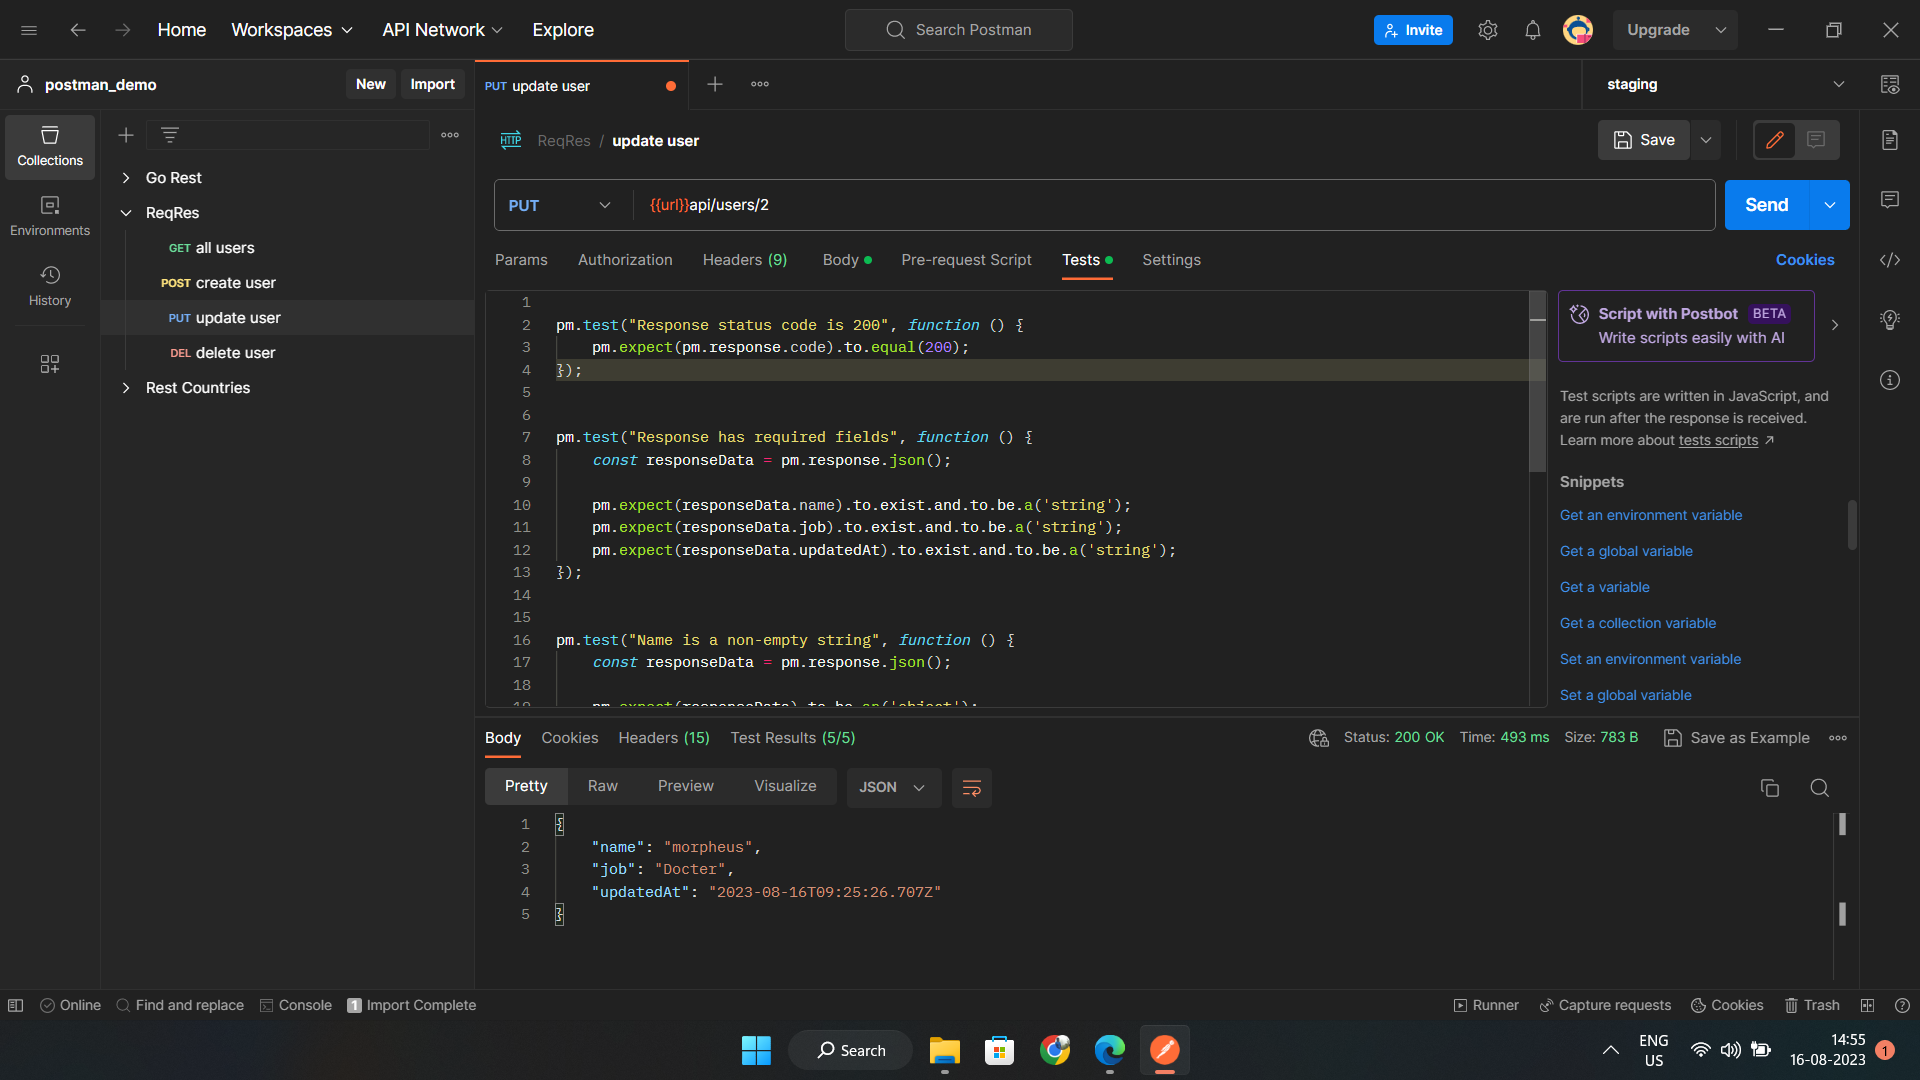 Home Workspaces API Network Explore Search Postman Invite Upgrade
postman_demo New Import PUT update user staging
Collections
Environments
History
Go Rest
ReqRes
GET all users
POST create user
PUT update user
DEL delete user
Rest Countries
HTTP ReqRes / update user Save
PUT {{url}}api/users/2 Send
Params Authorization Headers (9) Body Pre-request Script Tests Settings Cookies
1
2 pm.test("Response status code is 200", function () {
3 pm.expect(pm.response.code).to.equal(200);
4 });
5
6
7 pm.test("Response has required fields", function () {
8 const responseData = pm.response.json();
9
10 pm.expect(responseData.name).to.exist.and.to.be.a('string');
11 pm.expect(responseData.job).to.exist.and.to.be.a('string');
12 pm.expect(responseData.updatedAt).to.exist.and.to.be.a('string');
13 });
14
15
16 pm.test("Name is a non-empty string", function () {
17 const responseData = pm.response.json();
18
19 pm.expect(responseData).to.be.an('object');
Script with Postbot BETA
Write scripts easily with AI
Test scripts are written in JavaScript, and
are run after the response is received.
Learn more about tests scripts ↗
Snippets
Get an environment variable
Get a global variable
Get a variable
Get a collection variable
Set an environment variable
Set a global variable
Body Cookies Headers (15) Test Results (5/5) Status: 200 OK Time: 493 ms Size: 783 B Save as Example
Pretty Raw Preview Visualize JSON
1 {
2 "name": "morpheus",
3 "job": "Docter",
4 "updatedAt": "2023-08-16T09:25:26.707Z"
5 }
Online Find and replace Console 1 Import Complete Runner Capture requests Cookies Trash
Search ENG
US 14:55
16-08-2023 1